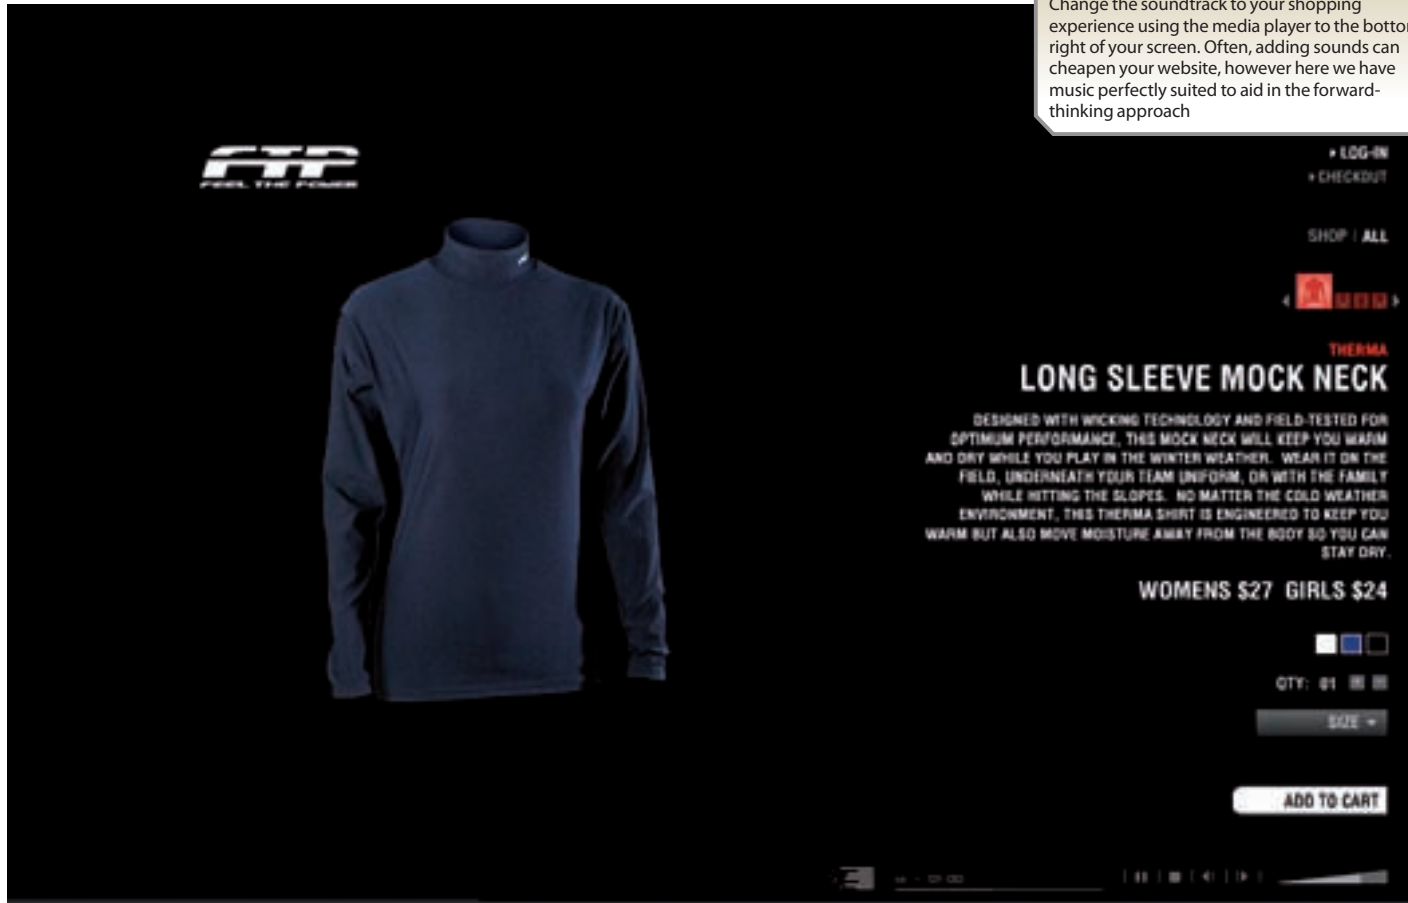 Change the soundtrack to your shopping
experience using the media player to the bottom
right of your screen. Often, adding sounds can
cheapen your website, however here we have
music perfectly suited to aid in the forward-
thinking approach
FTP
FEEL THE POWER
LOG-IN
CHECKOUT
SHOP | ALL
THERMA
LONG SLEEVE MOCK NECK
DESIGNED WITH WICKING TECHNOLOGY AND FIELD-TESTED FOR
OPTIMUM PERFORMANCE, THIS MOCK NECK WILL KEEP YOU WARM
AND DRY WHILE YOU PLAY IN THE WINTER WEATHER. WEAR IT ON THE
FIELD, UNDERNEATH YOUR TEAM UNIFORM, OR WITH THE FAMILY
WHILE HITTING THE SLOPES. NO MATTER THE COLD WEATHER
ENVIRONMENT, THIS THERMA SHIRT IS ENGINEERED TO KEEP YOU
WARM BUT ALSO MOVE MOISTURE AWAY FROM THE BODY SO YOU CAN
STAY DRY.
WOMENS $27 GIRLS $24
QTY: 01
SIZE
ADD TO CART